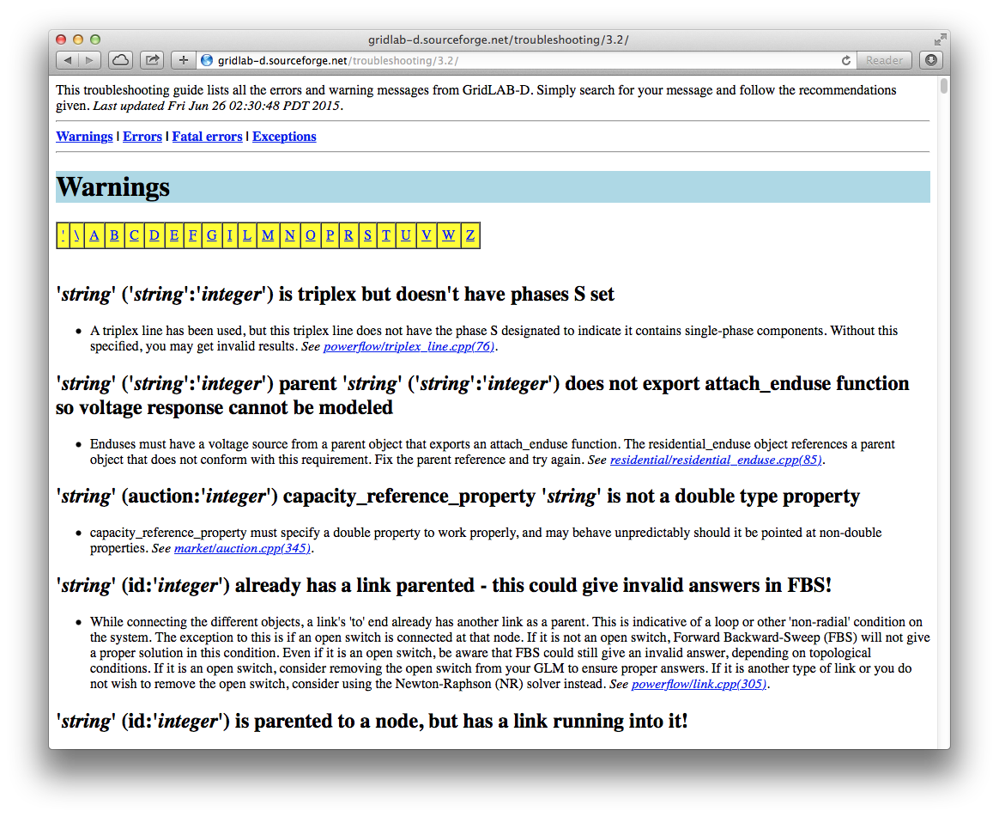 gridlab-d.sourceforge.net/troubleshooting/3.2/
gridlab-d.sourceforge.net/troubleshooting/3.2/
Reader
This troubleshooting guide lists all the errors and warning messages from GridLAB-D. Simply search for your message and follow the recommendations
given. Last updated Fri Jun 26 02:30:48 PDT 2015.
Warnings | Errors | Fatal errors | Exceptions
Warnings
' \ A B C D E F G I L M N O P R S T U V W Z
'string' ('string':'integer') is triplex but doesn't have phases S set
• A triplex line has been used, but this triplex line does not have the phase S designated to indicate it contains single-phase components. Without this
specified, you may get invalid results. See powerflow/triplex_line.cpp(76).
'string' ('string':'integer') parent 'string' ('string':'integer') does not export attach_enduse function
so voltage response cannot be modeled
• Enduses must have a voltage source from a parent object that exports an attach_enduse function. The residential_enduse object references a parent
object that does not conform with this requirement. Fix the parent reference and try again. See residential/residential_enduse.cpp(85).
'string' (auction:'integer') capacity_reference_property 'string' is not a double type property
• capacity_reference_property must specify a double property to work properly, and may behave unpredictably should it be pointed at non-double
properties. See market/auction.cpp(345).
'string' (id:'integer') already has a link parented - this could give invalid answers in FBS!
• While connecting the different objects, a link's 'to' end already has another link as a parent. This is indicative of a loop or other 'non-radial' condition on
the system. The exception to this is if an open switch is connected at that node. If it is not an open switch, Forward Backward-Sweep (FBS) will not give
a proper solution in this condition. Even if it is an open switch, be aware that FBS could still give an invalid answer, depending on topological
conditions. If it is an open switch, consider removing the open switch from your GLM to ensure proper answers. If it is another type of link or you do
not wish to remove the open switch, consider using the Newton-Raphson (NR) solver instead. See powerflow/link.cpp(305).
'string' (id:'integer') is parented to a node, but has a link running into it!